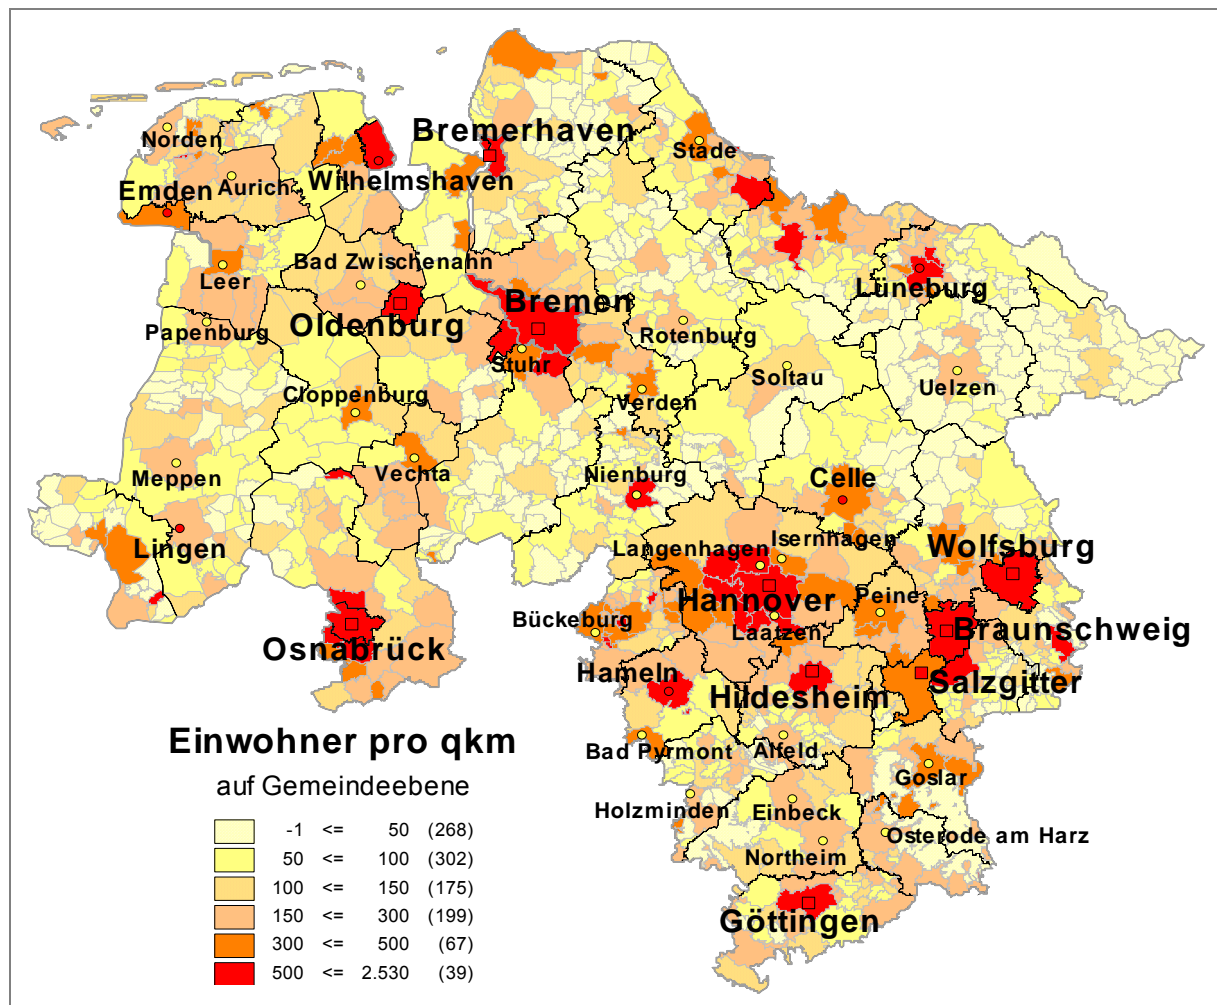 Bremerhaven
Norden
Stade
Emden
Aurich
Wilhelmshaven
Leer
Bad Zwischenahn
Lüneburg
Bremen
Papenburg
Oldenburg
Rotenburg
Stuhr
Soltau
Uelzen
Cloppenburg
Verden
Meppen
Vechta
Nienburg
Celle
Lingen
Langenhagen
Isernhagen
Wolfsburg
Hannover
Peine
Bückeburg
Laatzen
Braunschweig
Osnabrück
Hameln
Hildesheim
Salzgitter
Einwohner pro qkm
Bad Pyrmont
Alfeld
auf Gemeindeebene
Goslar
Holzminden
Einbeck
Osterode am Harz
Northeim
Göttingen
-1 <= 50 (268)
50 <= 100 (302)
100 <= 150 (175)
150 <= 300 (199)
300 <= 500 (67)
500 <= 2.530 (39)